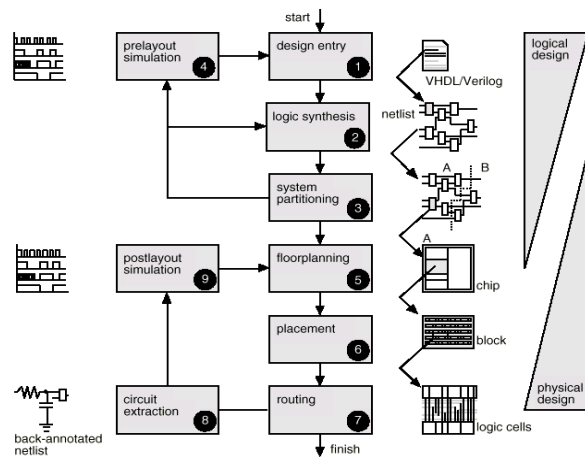 start
prelayout
simulation
4
design entry
1
VHDL/Verilog
logical
design
logic synthesis
2
netlist
system
partitioning
3
A
B
postlayout
simulation
9
floorplanning
5
A
chip
placement
6
block
circuit
extraction
8
routing
7
logic cells
physical
design
back-annotated
netlist
finish